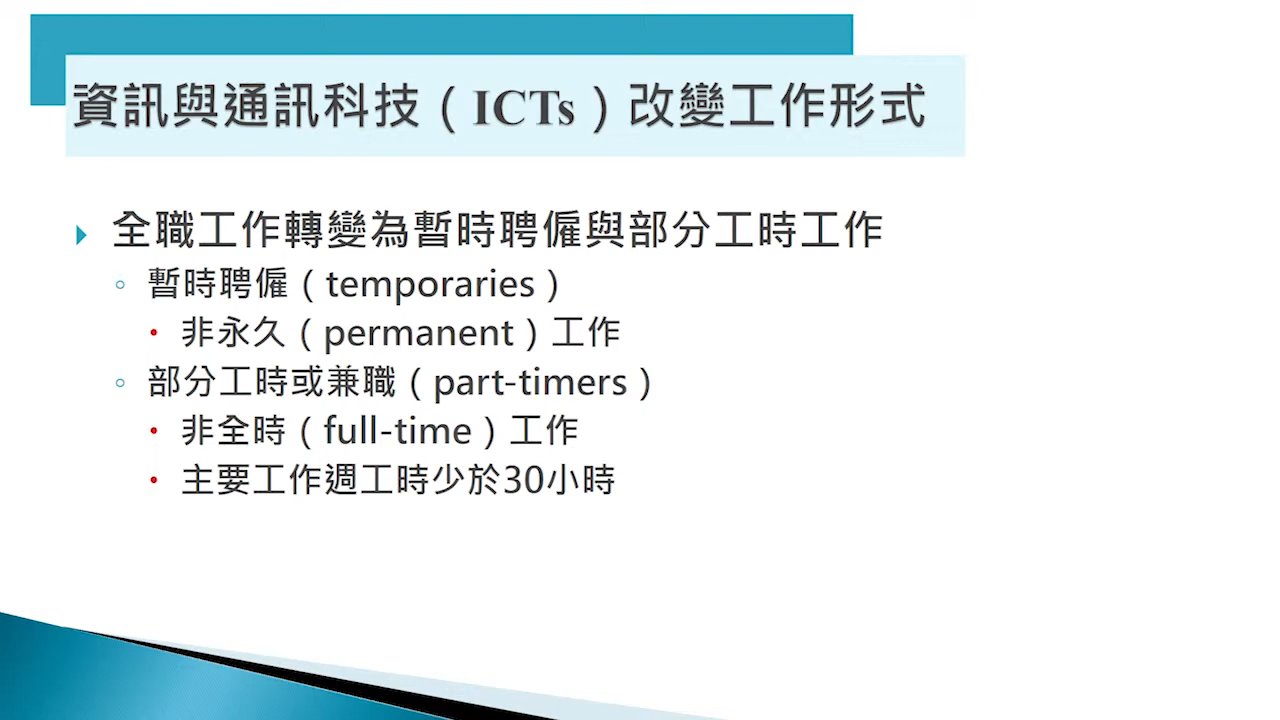 資訊與通訊科技（ICTs）改變工作形式
全職工作轉變為暫時聘僱與部分工時工作
暫時聘僱（temporaries）
非永久（permanent）工作
部分工時或兼職（part-timers）
非全時（full-time）工作
主要工作週工時少於30小時